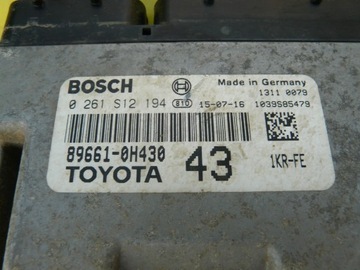 BOSCH Made in Germany
1311 0079
0 261 S12 194 810 15-07-16 1039S85479
89661-0H430 43
TOYOTA 1KR-FE